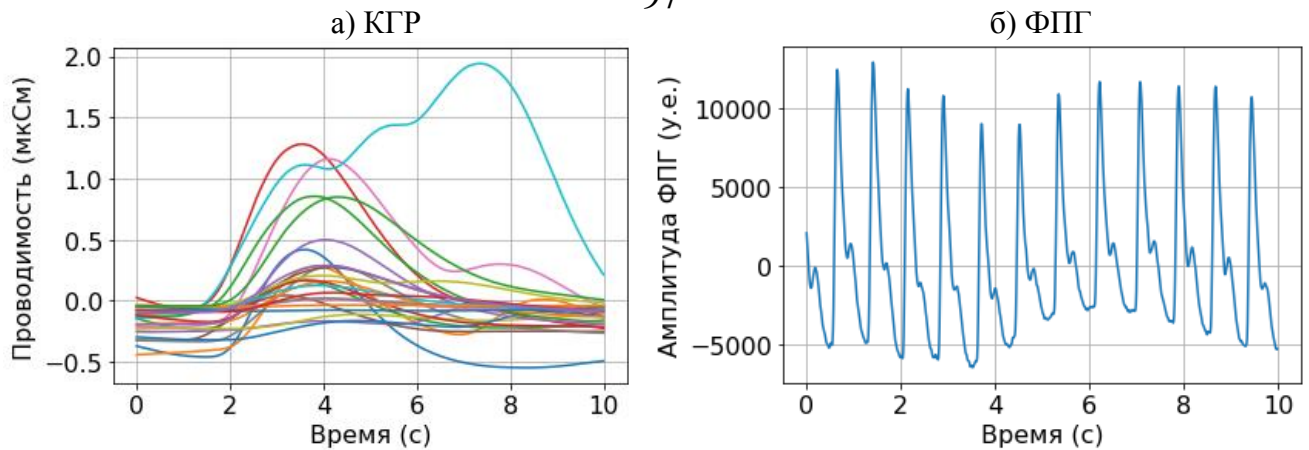 а) КГР
б) ФПГ
Проводимость (мкСм)
2.0
1.5
1.0
0.5
0.0
−0.5
0 2 4 6 8 10
Время (с)
Амплитуда ФПГ (у.е.)
10000
5000
0
−5000
0 2 4 6 8 10
Время (с)